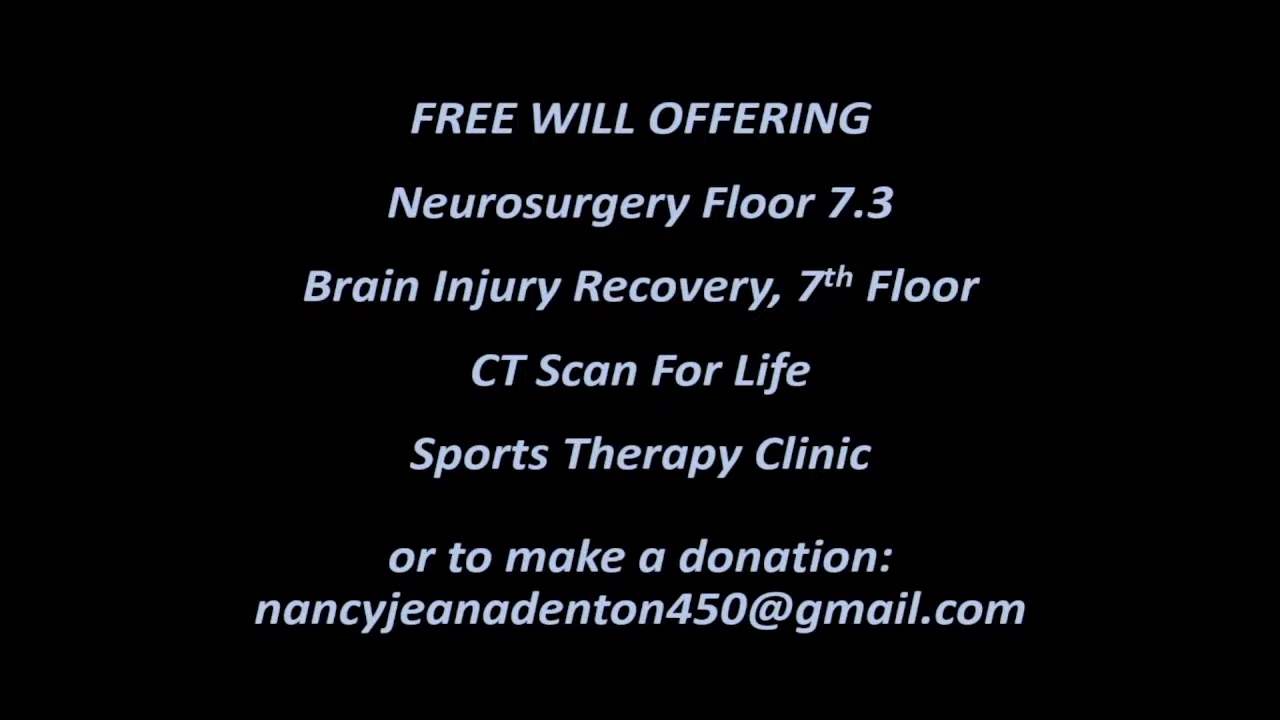 FREE WILL OFFERING
Neurosurgery Floor 7.3
Brain Injury Recovery, 7th Floor
CT Scan For Life
Sports Therapy Clinic
or to make a donation:
nancyjeanadenton450@gmail.com